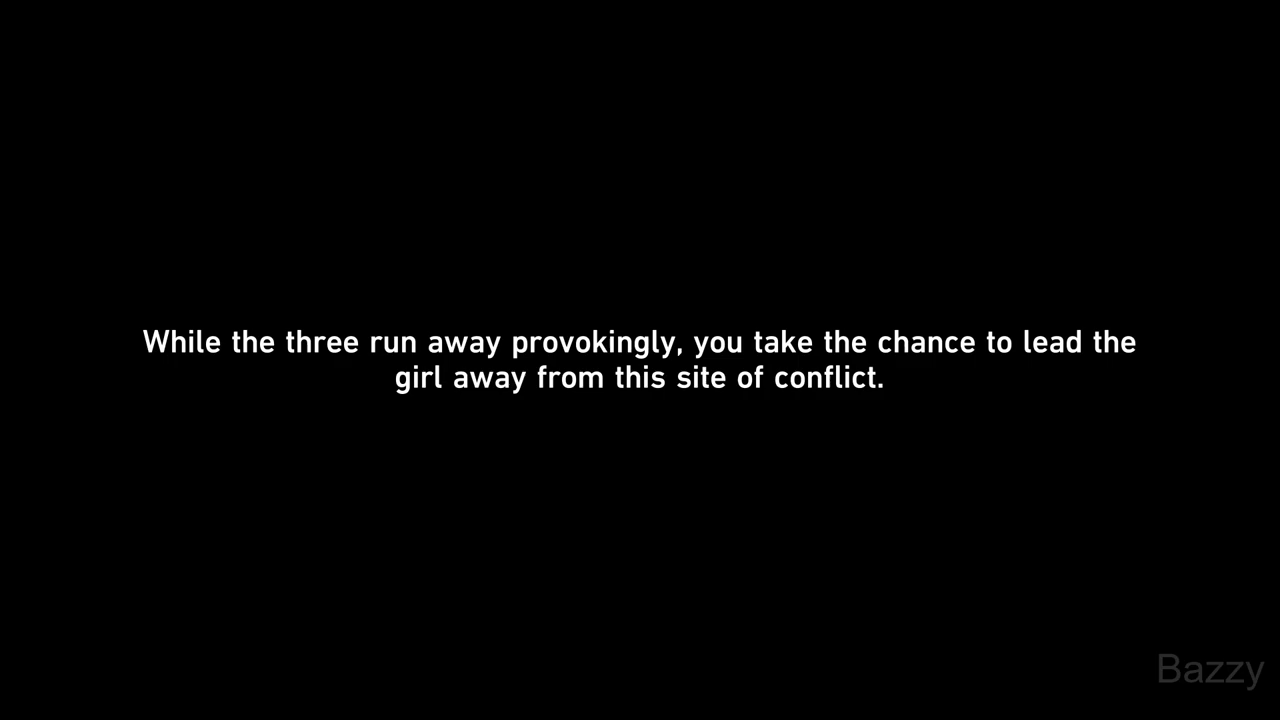 While the three run away provokingly, you take the chance to lead the
girl away from this site of conflict.
Bazzy